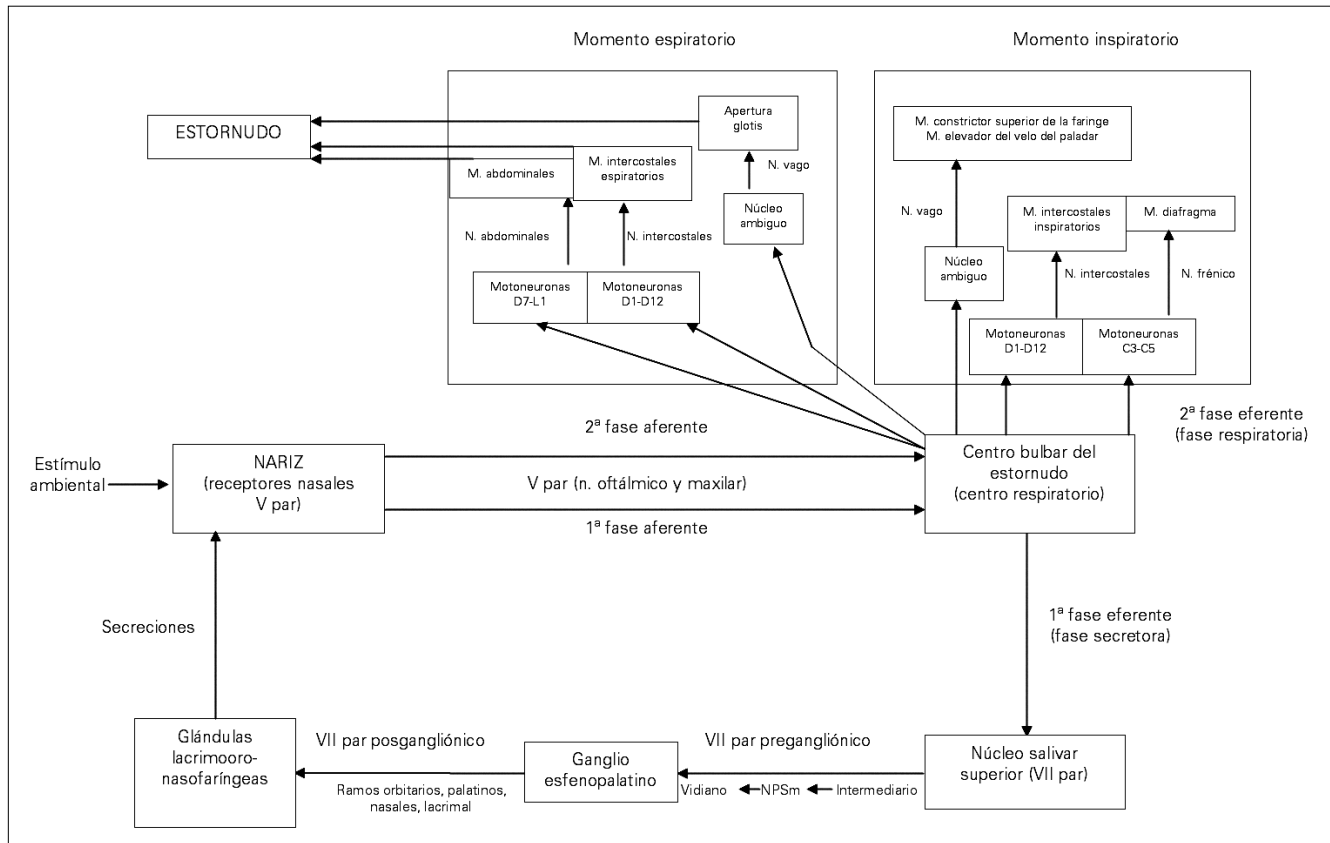 Momento espiratorio
Momento inspiratorio
ESTORNUDO
Apertura
glotis
M. constrictor superior de la faringe
M. elevador del velo del paladar
M. abdominales
M. intercostales
espiratorios
N. vago
N. vago
M. intercostales
inspiratorios
M. diafragma
N. abdominales
N. intercostales
Núcleo
ambiguo
Núcleo
ambiguo
N. intercostales
N. frénico
Motoneuronas
D7-L1
Motoneuronas
D1-D12
Motoneuronas
D1-D12
Motoneuronas
C3-C5
2ª fase aferente
2ª fase eferente
(fase respiratoria)
Estímulo
ambiental
NARIZ
(receptores nasales
V par)
V par (n. oftálmico y maxilar)
1ª fase aferente
Centro bulbar del
estornudo
(centro respiratorio)
Secreciones
1ª fase eferente
(fase secretora)
Glándulas
lacrimooro-
nasofaríngeas
VII par posgangliónico
Ramos orbitarios, palatinos,
nasales, lacrimal
Ganglio
esfenopalatino
VII par pregangliónico
Vidiano NPSm Intermediario
Núcleo salivar
superior (VII par)